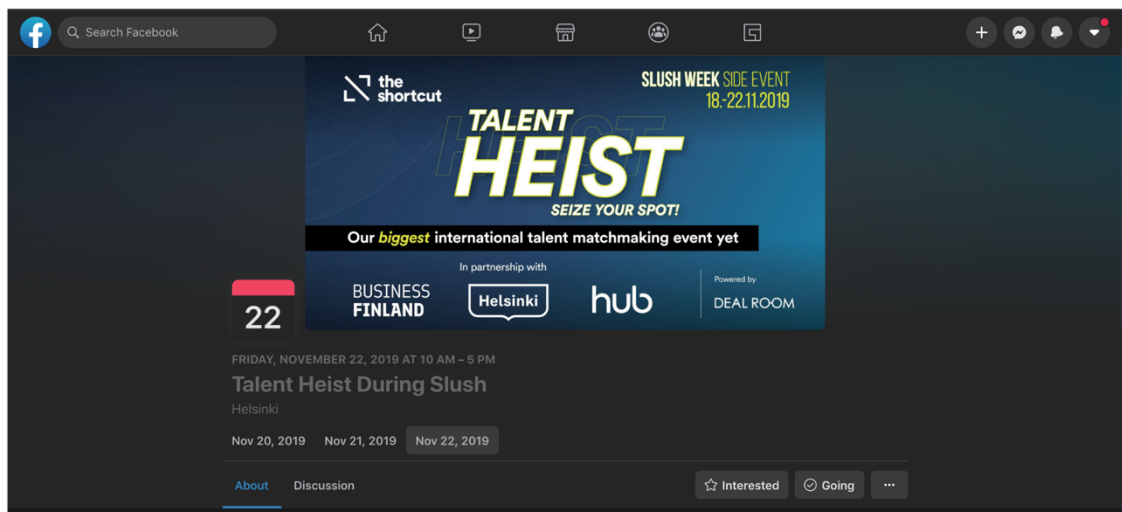 Search Facebook
the
shortcut
SLUSH WEEK SIDE EVENT
18.-22.11.2019
TALENT
HEIST
SEIZE YOUR SPOT!
Our biggest international talent matchmaking event yet
In partnership with
Powered by
BUSINESS
FINLAND
Helsinki
hub
DEAL ROOM
22
FRIDAY, NOVEMBER 22, 2019 AT 10 AM – 5 PM
Talent Heist During Slush
Helsinki
Nov 20, 2019 Nov 21, 2019 Nov 22, 2019
About Discussion Interested Going ...